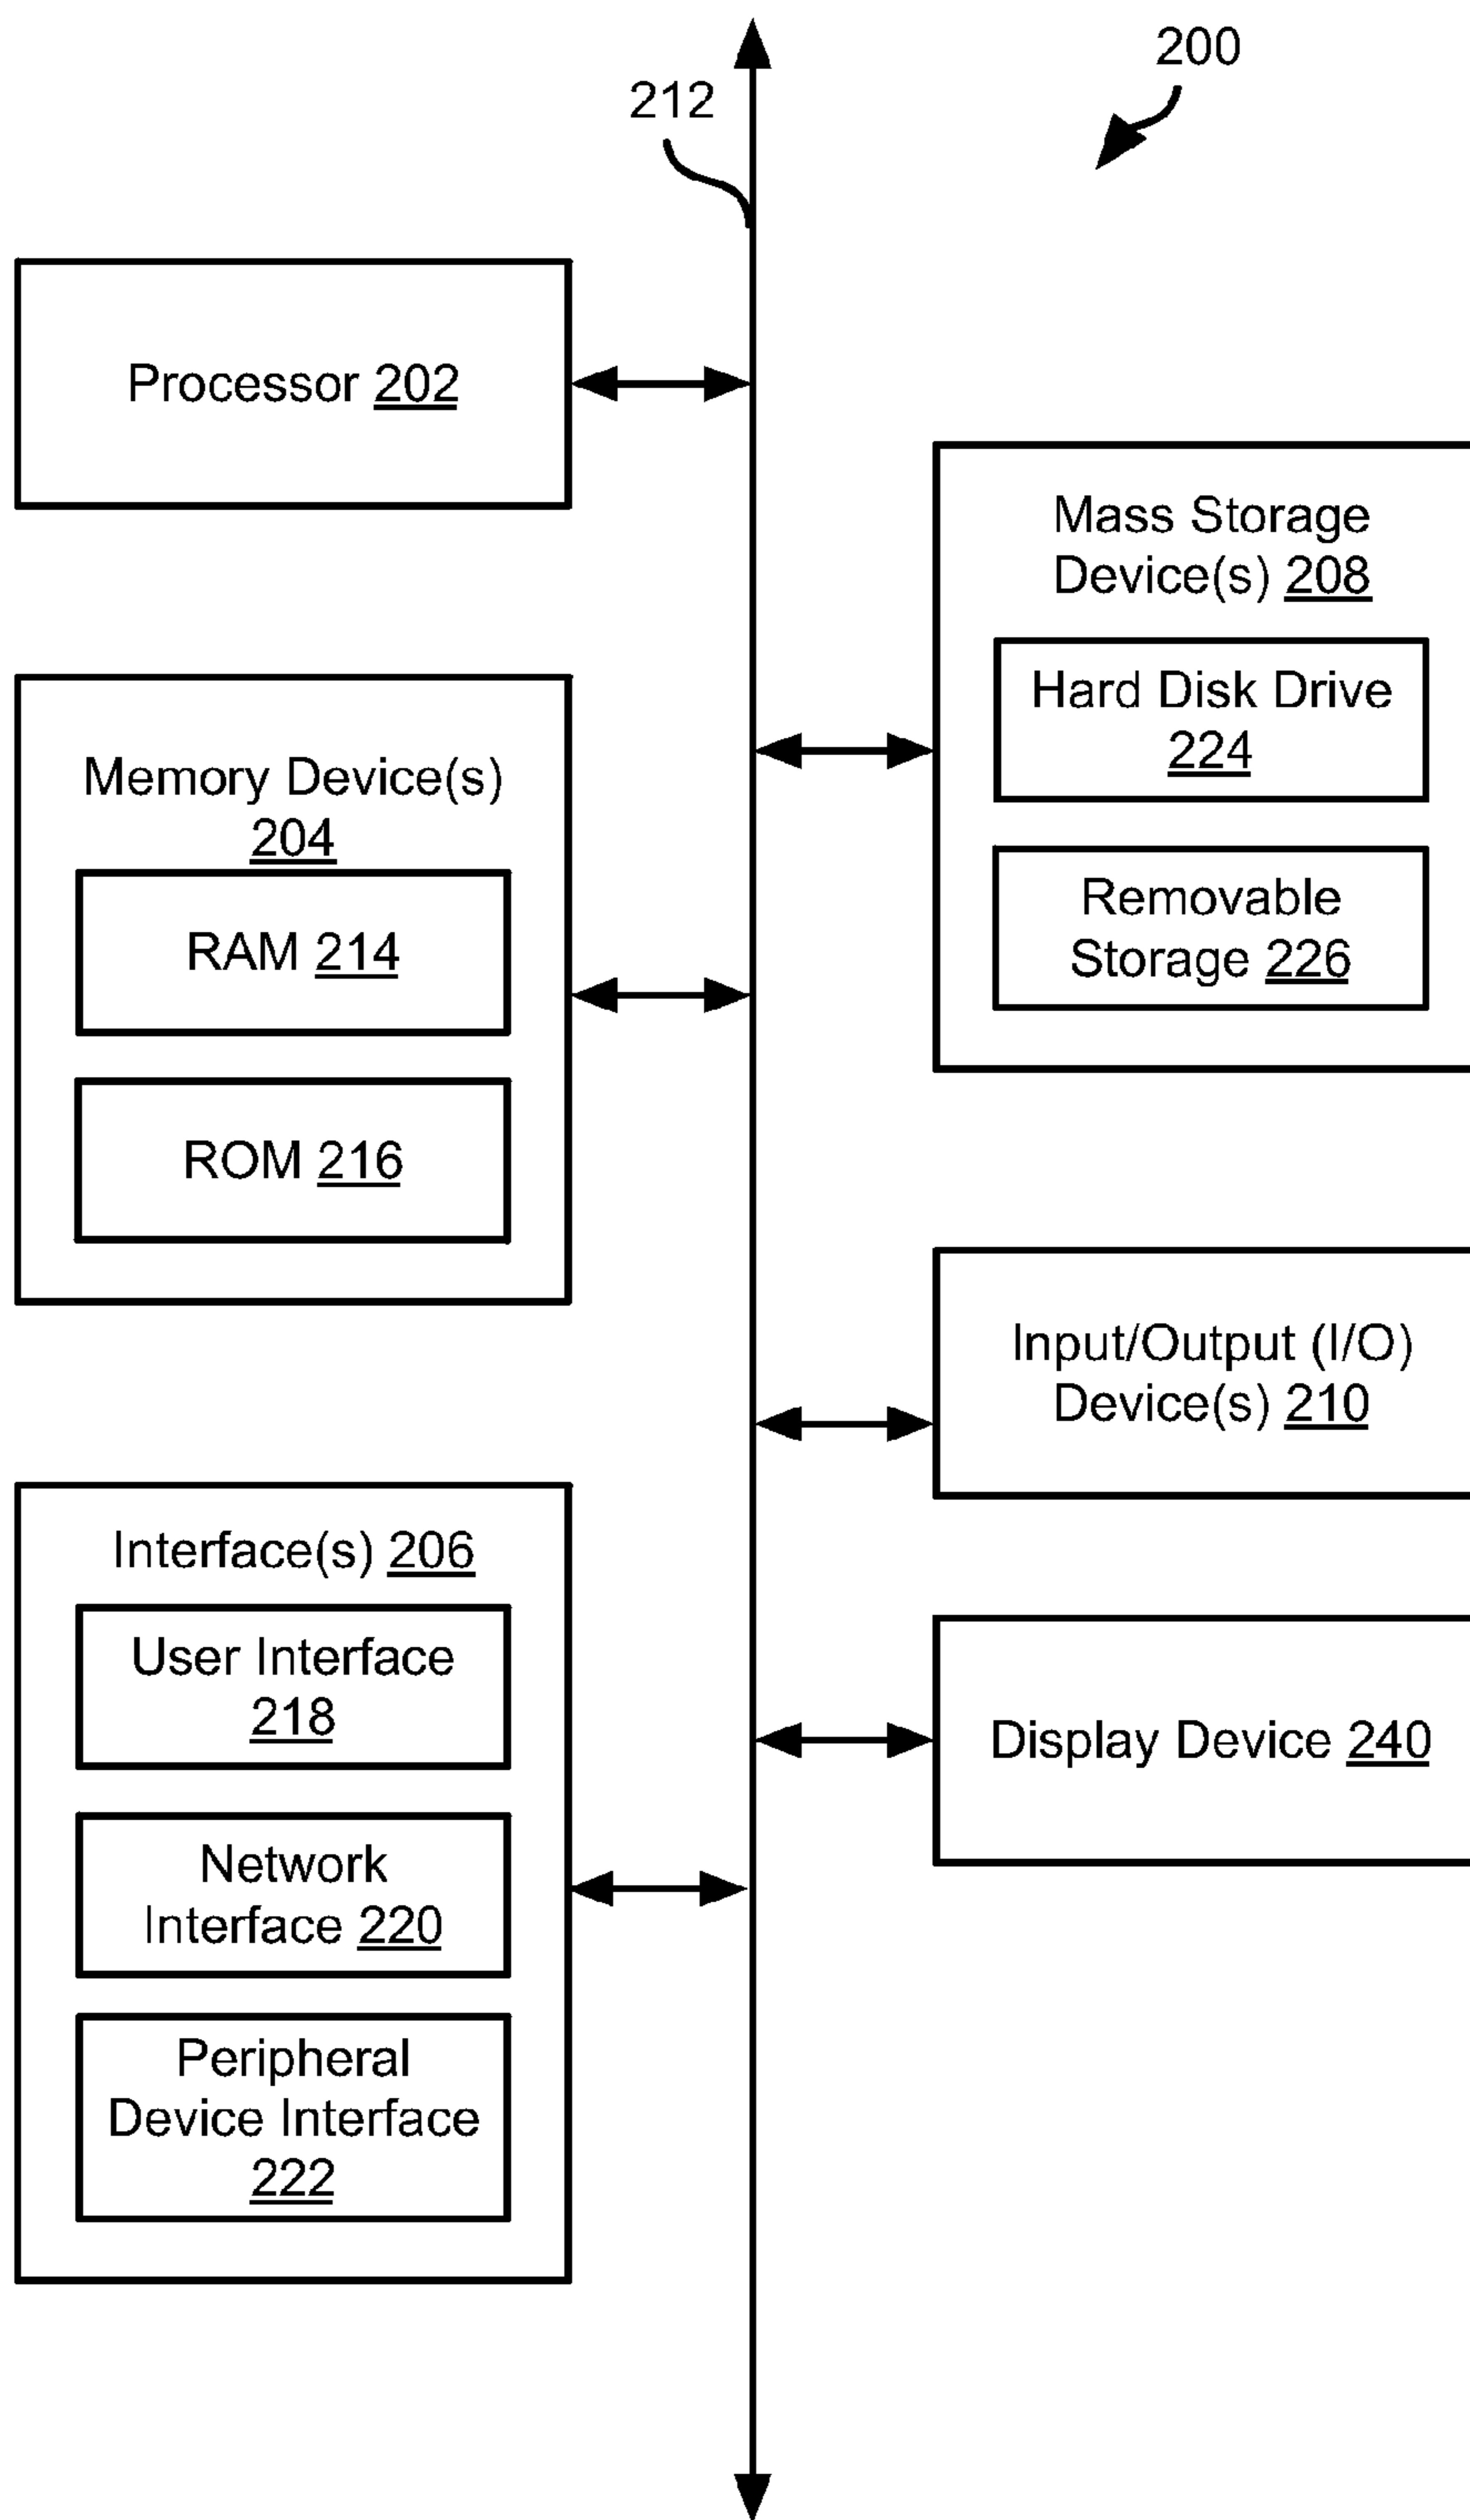 200
212
Processor 202
Mass Storage
Device(s) 208
Hard Disk Drive
224
Removable
Storage 226
Memory Device(s)
204
RAM 214
ROM 216
Input/Output (I/O)
Device(s) 210
Interface(s) 206
User Interface
218
Network
Interface 220
Peripheral
Device Interface
222
Display Device 240